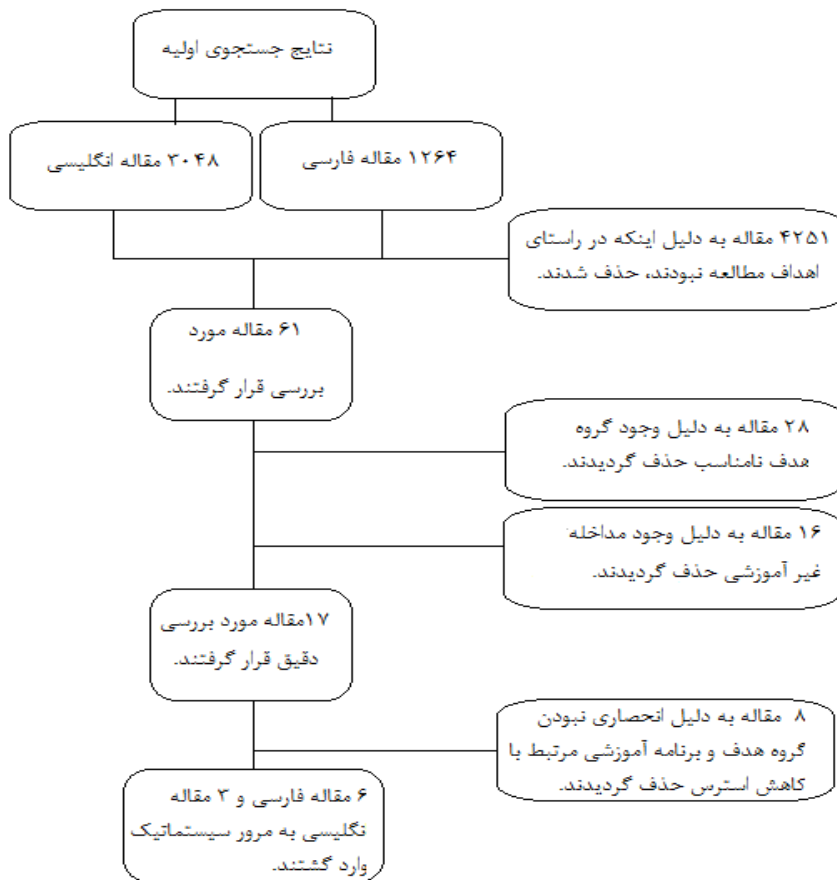 نتایج جستجوی اولیه
۱۲۶۴ مقاله فارسی
۳۰۴۸ مقاله انگلیسی
۴۲۵۱ مقاله به دلیل اینکه در راستای
اهداف مطالعه نبودند، حذف شدند.
۶۱ مقاله مورد
بررسی قرار گرفتند.
۲۸ مقاله به دلیل وجود گروه
هدف نامناسب حذف گردیدند.
۱۶ مقاله به دلیل وجود مداخله
غیر آموزشی حذف گردیدند.
۱۷مقاله مورد بررسی
دقیق قرار گرفتند.
۸ مقاله به دلیل انحصاری نبودن
گروه هدف و برنامه آموزشی مرتبط با
کاهش استرس حذف گردیدند.
۶ مقاله فارسی و ۳ مقاله
نگلیسی به مرور سیستماتیک
وارد گشتند.